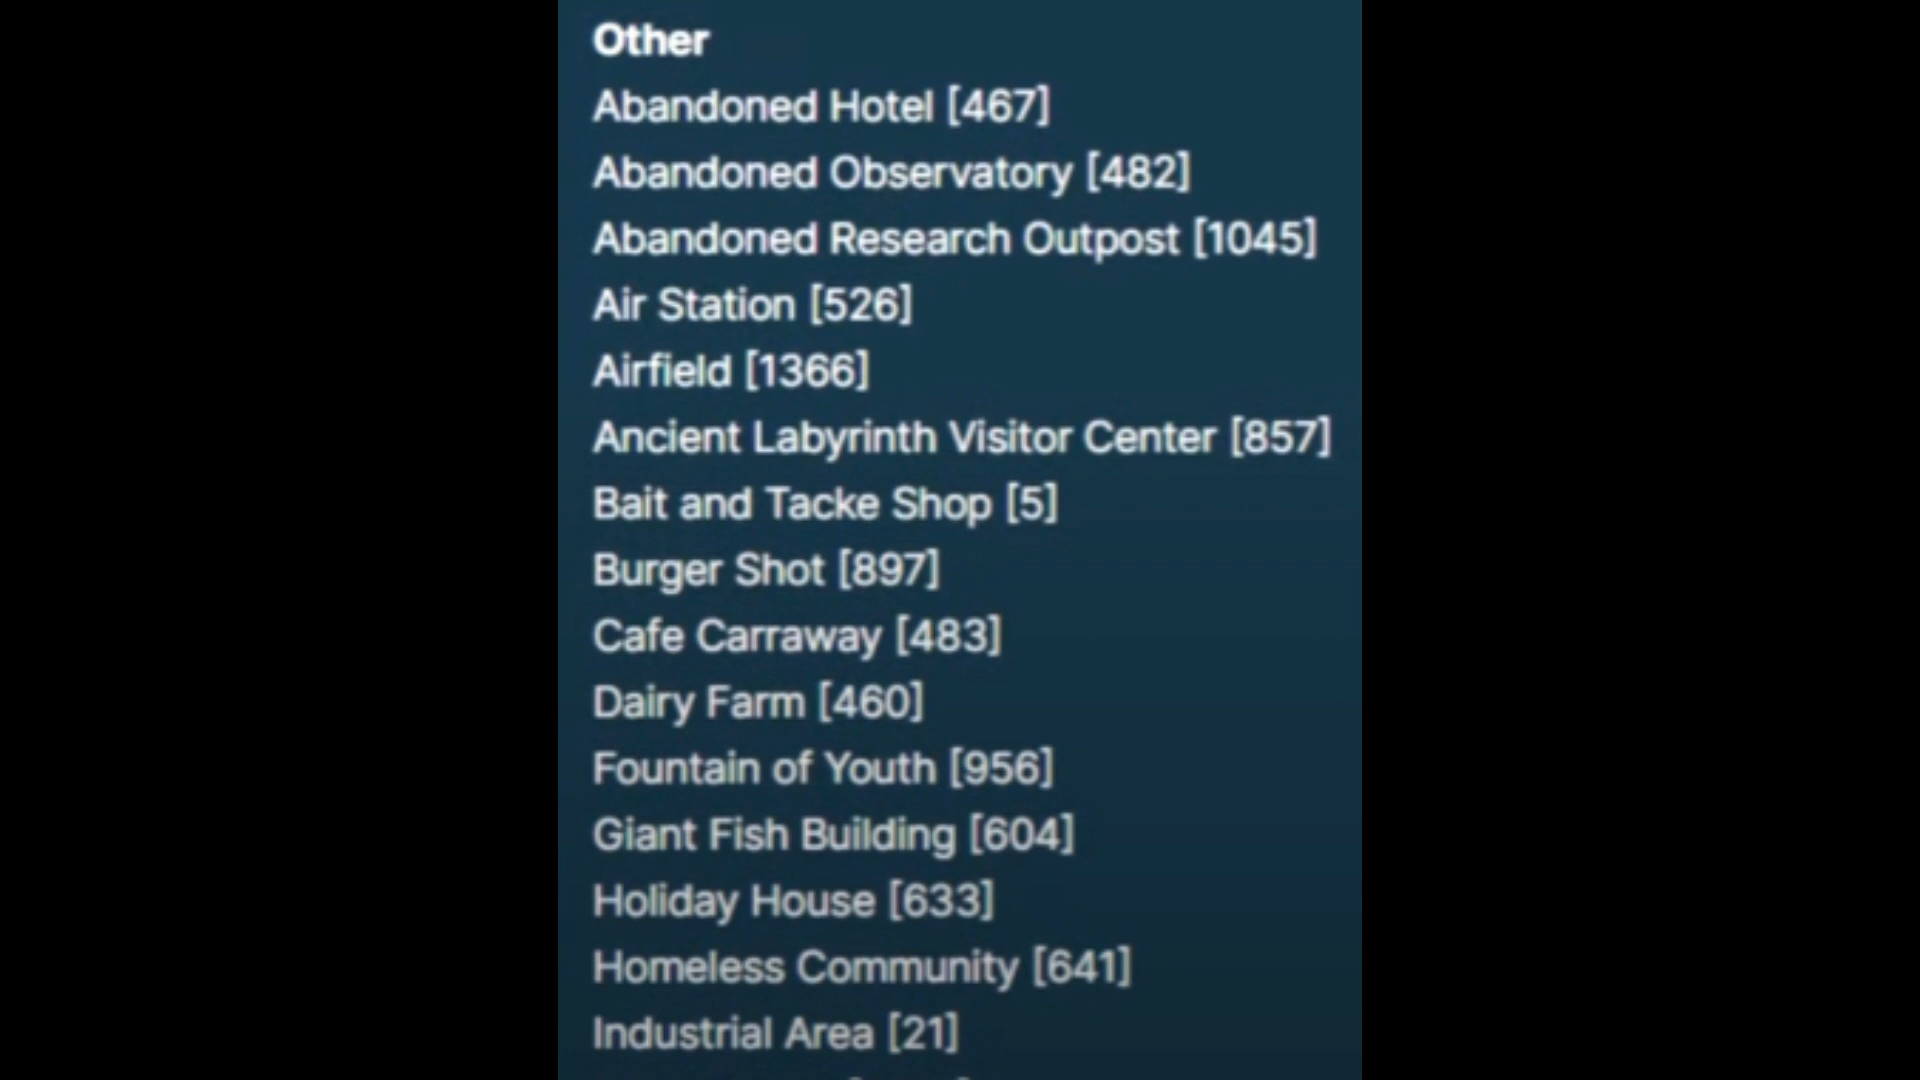 Other
Abandoned Hotel [467]
Abandoned Observatory [482]
Abandoned Research Outpost [1045]
Air Station [526]
Airfield [1366]
Ancient Labyrinth Visitor Center [857]
Bait and Tacke Shop [5]
Burger Shot [897]
Cafe Carraway [483]
Dairy Farm [460]
Fountain of Youth [956]
Giant Fish Building [604]
Holiday House [633]
Homeless Community [641]
Industrial Area [21]